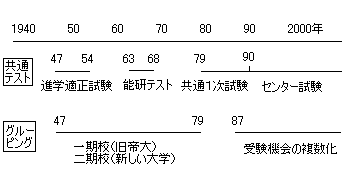 1940 50 60 70 80 90 2000年
共通
テスト
47 54 63 68 79 90
進学適正試験 能研テスト 共通1次試験 センター試験
グルー
ピング
47 79 87
一期校(旧帝大)
二期校(新しい大学)
受験機会の複数化